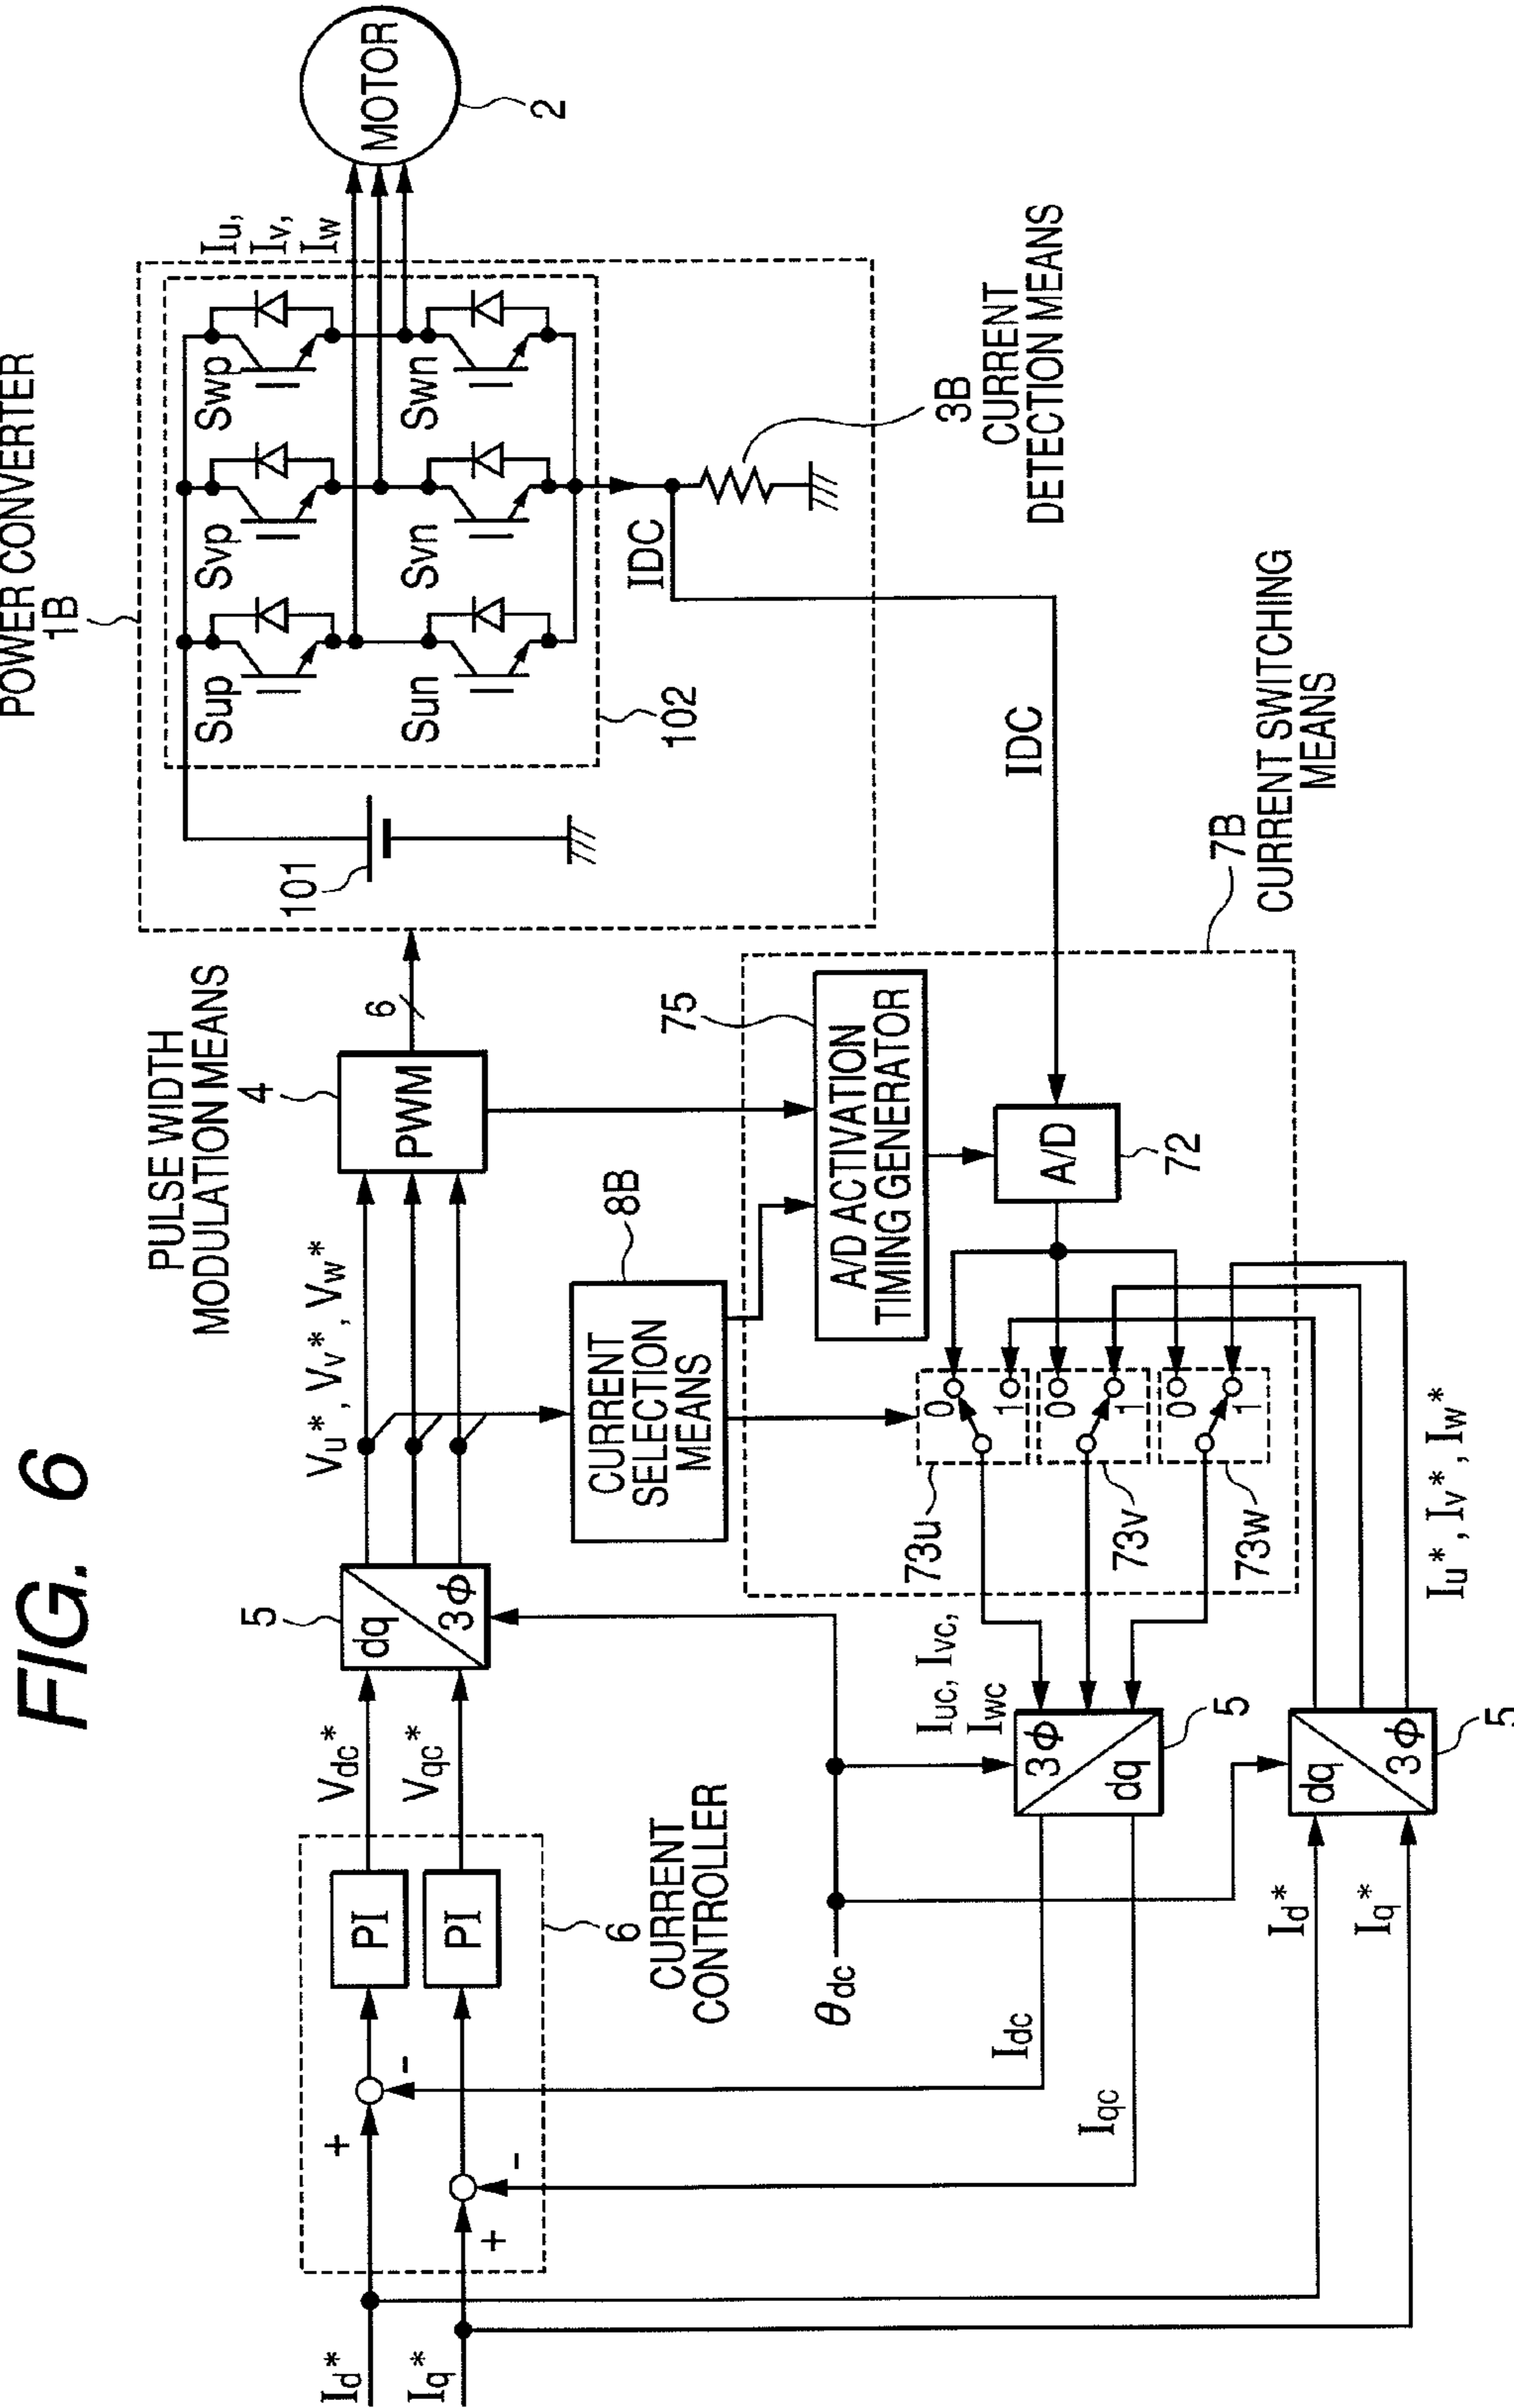 FIG. 6
Id*
Iq*
+
-
+
-
PI
PI
6
CURRENT
CONTROLLER
Vdc*
Vqc*
5
dq
3ϕ
Vu*, Vv*, Vw*
PULSE WIDTH
MODULATION MEANS
4
PWM
6
POWER CONVERTER
1B
101
102
Sup
Svp
Swp
Sun
Svn
Swn
Iu,
Iv,
Iw
MOTOR
2
IDC
3B
CURRENT
DETECTION MEANS
8B
CURRENT
SELECTION
MEANS
75
A/D ACTIVATION
TIMING GENERATOR
IDC
A/D
72
7B
CURRENT SWITCHING
MEANS
0
1
0
1
0
1
73u
73v
73w
θdc
Iuc, Ivc,
Iwc
3ϕ
dq
5
Idc
Iqc
Id*
Iq*
dq
3ϕ
5
Iu*, Iv*, Iw*